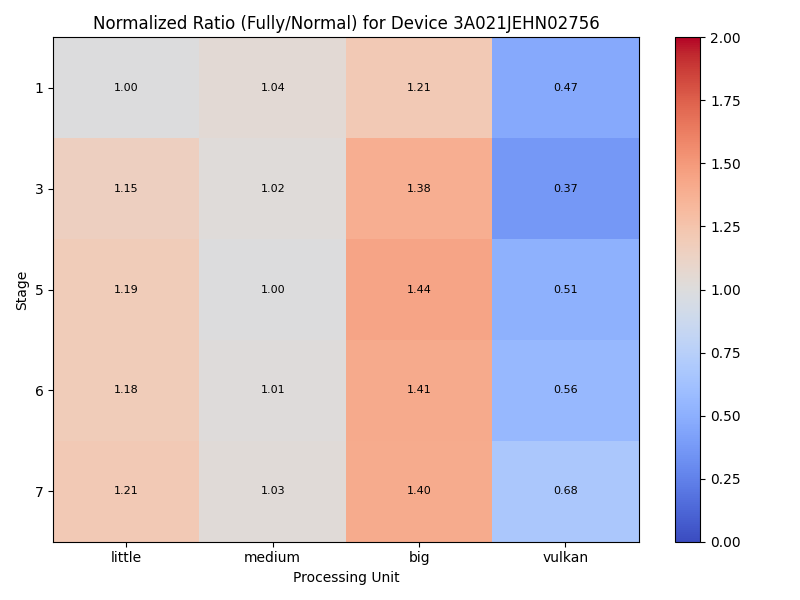 Normalized Ratio (Fully/Normal) for Device 3A021JEHN02756
2.00
1.75
1.50
1.25
1.00
0.75
0.50
0.25
0.00
Stage
1 1.00 1.04 1.21 0.47
3 1.15 1.02 1.38 0.37
5 1.19 1.00 1.44 0.51
6 1.18 1.01 1.41 0.56
7 1.21 1.03 1.40 0.68
little medium big vulkan
Processing Unit